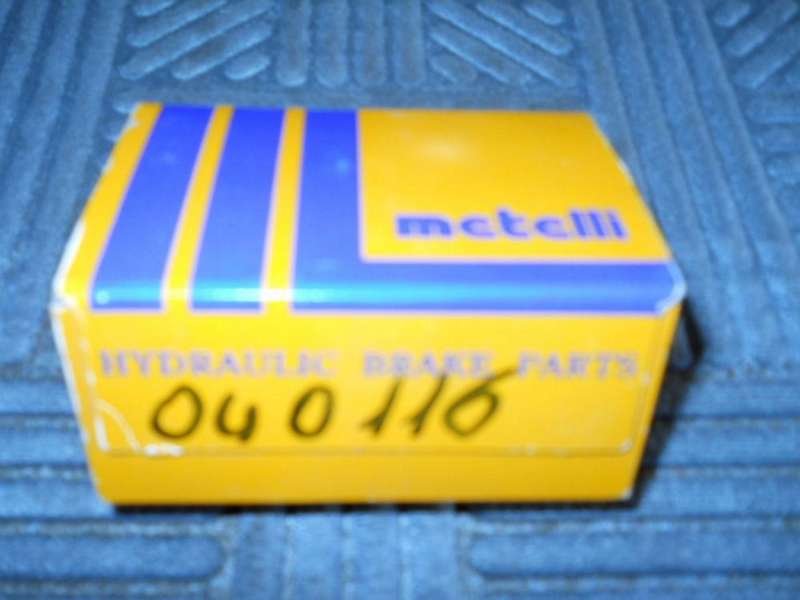 metelli
HYDRAULIC BRAKE PARTS
040116